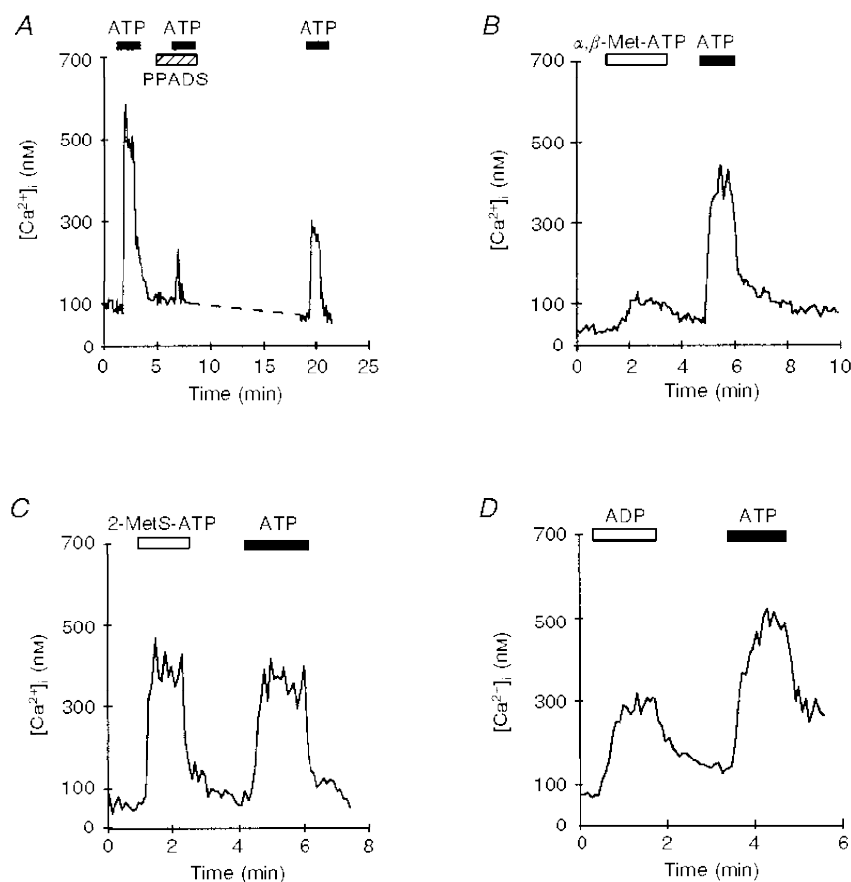 A
ATP ATP ATP
PPADS
700
500
300
100
0
[Ca²⁺]ᵢ (nM)
0 5 10 15 20 25
Time (min)
B
α,β-Met-ATP ATP
700
500
300
100
0
[Ca²⁺]ᵢ (nM)
0 2 4 6 8 10
Time (min)
C
2-MetS-ATP ATP
700
500
300
100
0
[Ca²⁺]ᵢ (nM)
0 2 4 6 8
Time (min)
D
ADP ATP
700
500
300
100
0
[Ca²⁺]ᵢ (nM)
0 2 4 6
Time (min)